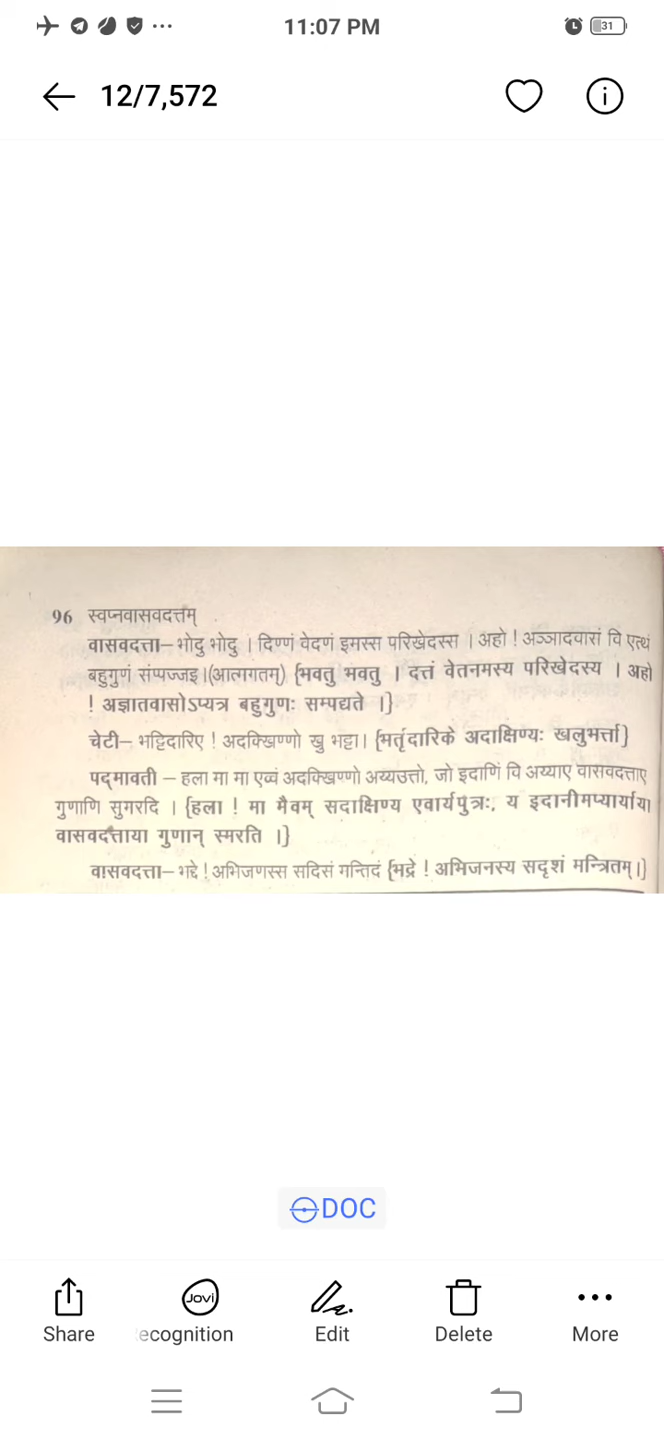 11:07 PM
31
12/7,572
96 स्वप्नवासवदत्तम्
वासवदत्ता– भोदु भोदु । दिण्णं वेदणं इमस्स परिखेदस्स । अहो ! अञ्ञादवासं वि एत्थं
बहुगुणं संप्पज्जइ।(आत्मगतम्) {भवतु भवतु । दत्तं वेतनमस्य परिखेदस्य । अहो
! अज्ञातवासोऽप्यत्र बहुगुणः सम्पद्यते ।}
चेटी– भट्टिदारिए ! अदक्खिण्णो खु भट्टा। {भर्तृदारिके अदाक्षिण्यः खलुभर्त्ता}
पद्मावती – हला मा मा एव्वं अदक्खिण्णो अय्यउत्तो, जो इदाणिं वि अय्याए वासवदत्ताए
गुणाणि सुमरदि । {हला ! मा मैवम् सदाक्षिण्य एवार्यपुत्रः, य इदानीमप्यार्याया
वासवदत्ताया गुणान् स्मरति ।}
वासवदत्ता– भद्दे ! अभिजणस्स सदिसं मन्तिदं {भद्रे ! अभिजनस्य सदृशं मन्त्रितम्।}
DOC
Share
Jovi
ecognition
Edit
Delete
More